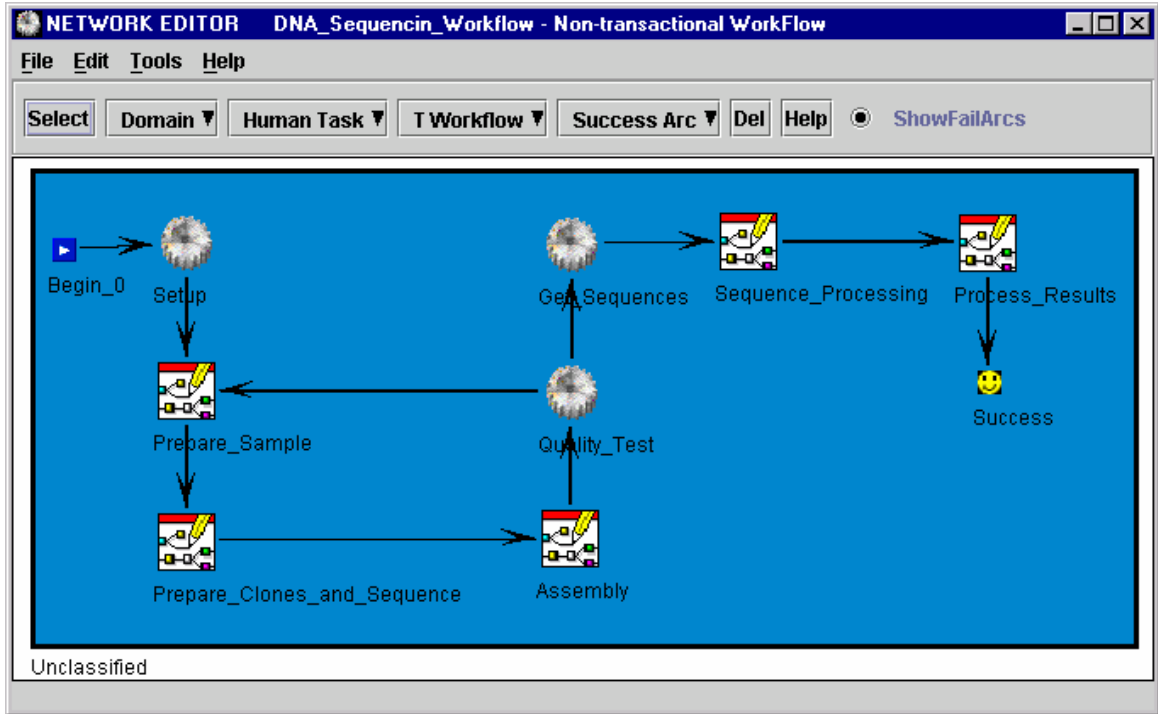 NETWORK EDITOR DNA_Sequencin_Workflow - Non-transactional WorkFlow
File Edit Tools Help
Select Domain Human Task T Workflow Success Arc Del Help ShowFailArcs
Begin_0 Setup Get_Sequences Sequence_Processing Process_Results
Prepare_Sample Quality_Test Success
Prepare_Clones_and_Sequence Assembly
Unclassified